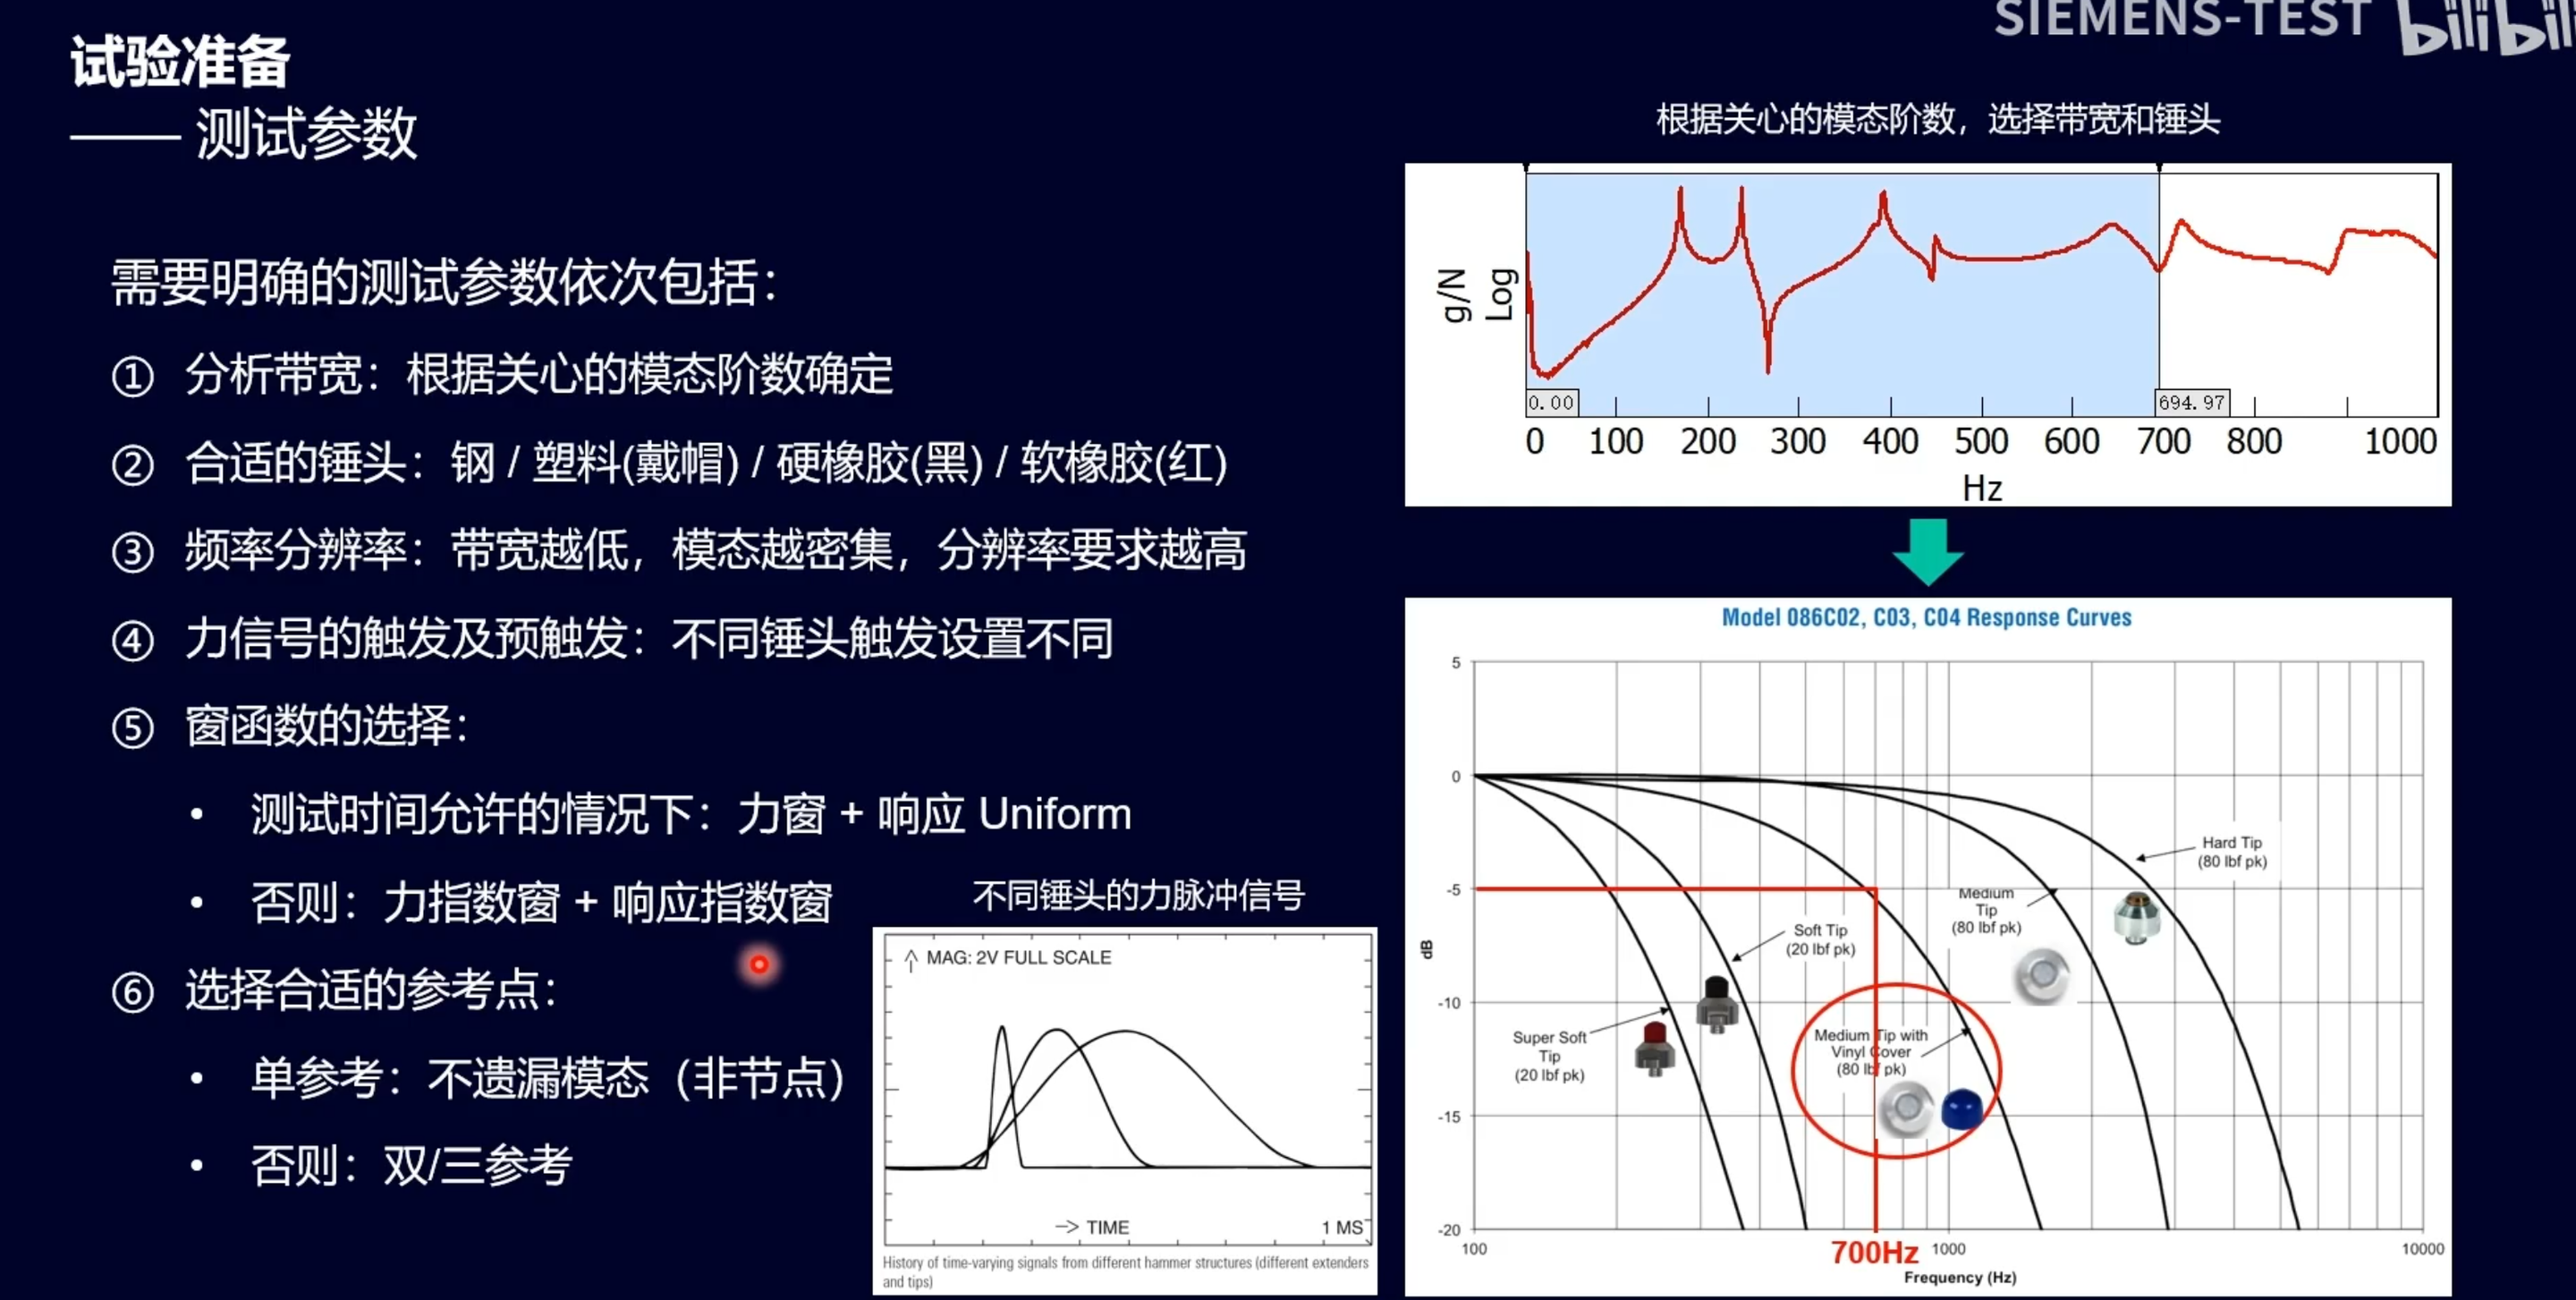 SIEMENS-TEST
bilibili
试验准备
—— 测试参数
需要明确的测试参数依次包括：
① 分析带宽：根据关心的模态阶数确定
② 合适的锤头：钢 / 塑料(戴帽) / 硬橡胶(黑) / 软橡胶(红)
③ 频率分辨率：带宽越低，模态越密集，分辨率要求越高
④ 力信号的触发及预触发：不同锤头触发设置不同
⑤ 窗函数的选择：
• 测试时间允许的情况下：力窗 + 响应 Uniform
• 否则：力指数窗 + 响应指数窗
⑥ 选择合适的参考点：
• 单参考：不遗漏模态（非节点）
• 否则：双/三参考
不同锤头的力脉冲信号
MAG: 2V FULL SCALE
TIME
1 MS
History of time-varying signals from different hammer structures (different extenders
and tips)
根据关心的模态阶数，选择带宽和锤头
g/N
Log
0.00
694.97
0 100 200 300 400 500 600 700 800 1000
Hz
Model 086C02, C03, C04 Response Curves
5
0
-5
-10
-15
-20
dB
Hard Tip
(80 lbf pk)
Medium
Tip
(80 lbf pk)
Soft Tip
(20 lbf pk)
Super Soft
Tip
(20 lbf pk)
Medium Tip with
Vinyl Cover
(80 lbf pk)
100
700Hz
1000
10000
Frequency (Hz)